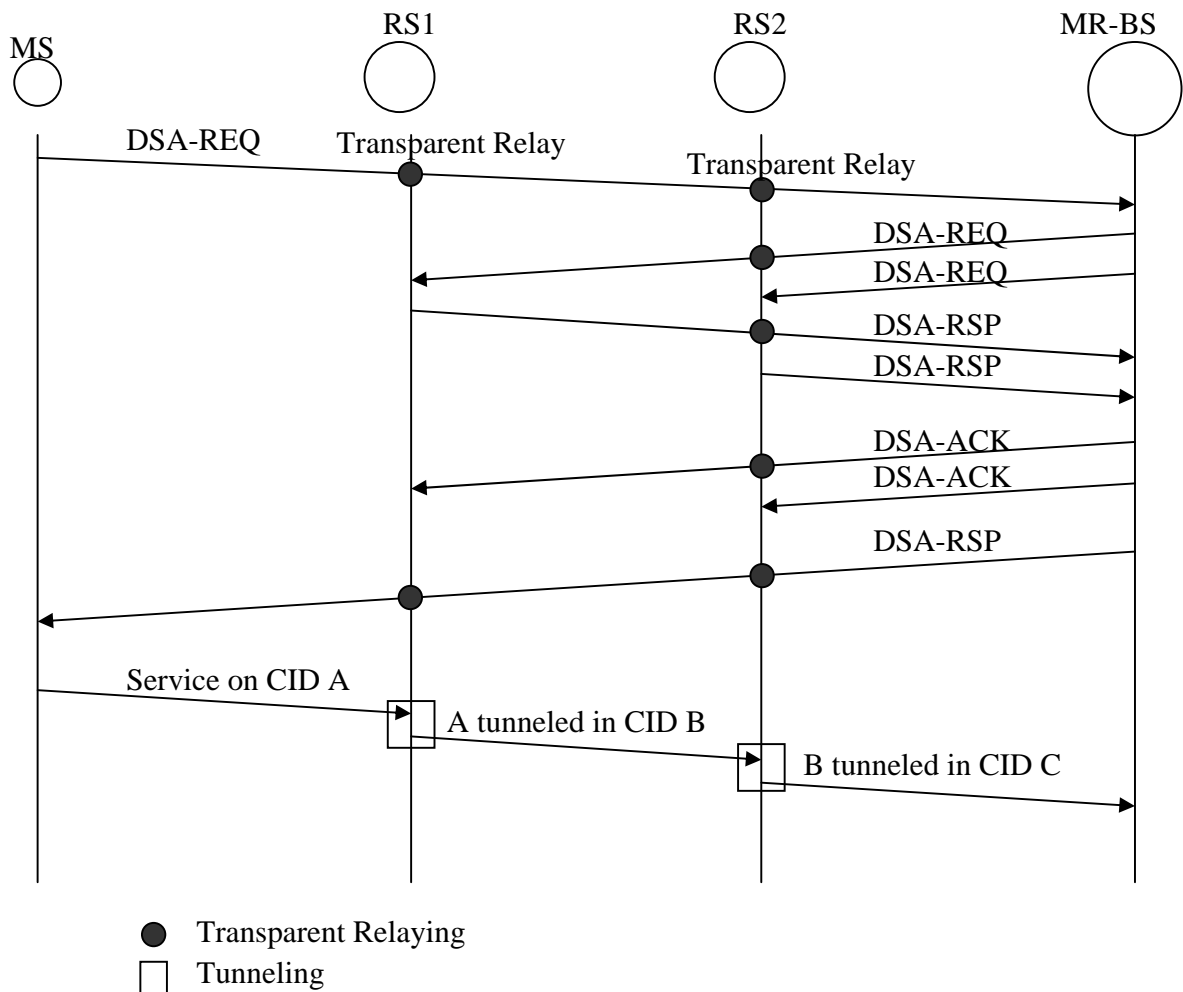 MS
RS1
RS2
MR-BS
DSA-REQ
Transparent Relay
Transparent Relay
DSA-REQ
DSA-REQ
DSA-RSP
DSA-RSP
DSA-ACK
DSA-ACK
DSA-RSP
Service on CID A
A tunneled in CID B
B tunneled in CID C
Transparent Relaying
Tunneling